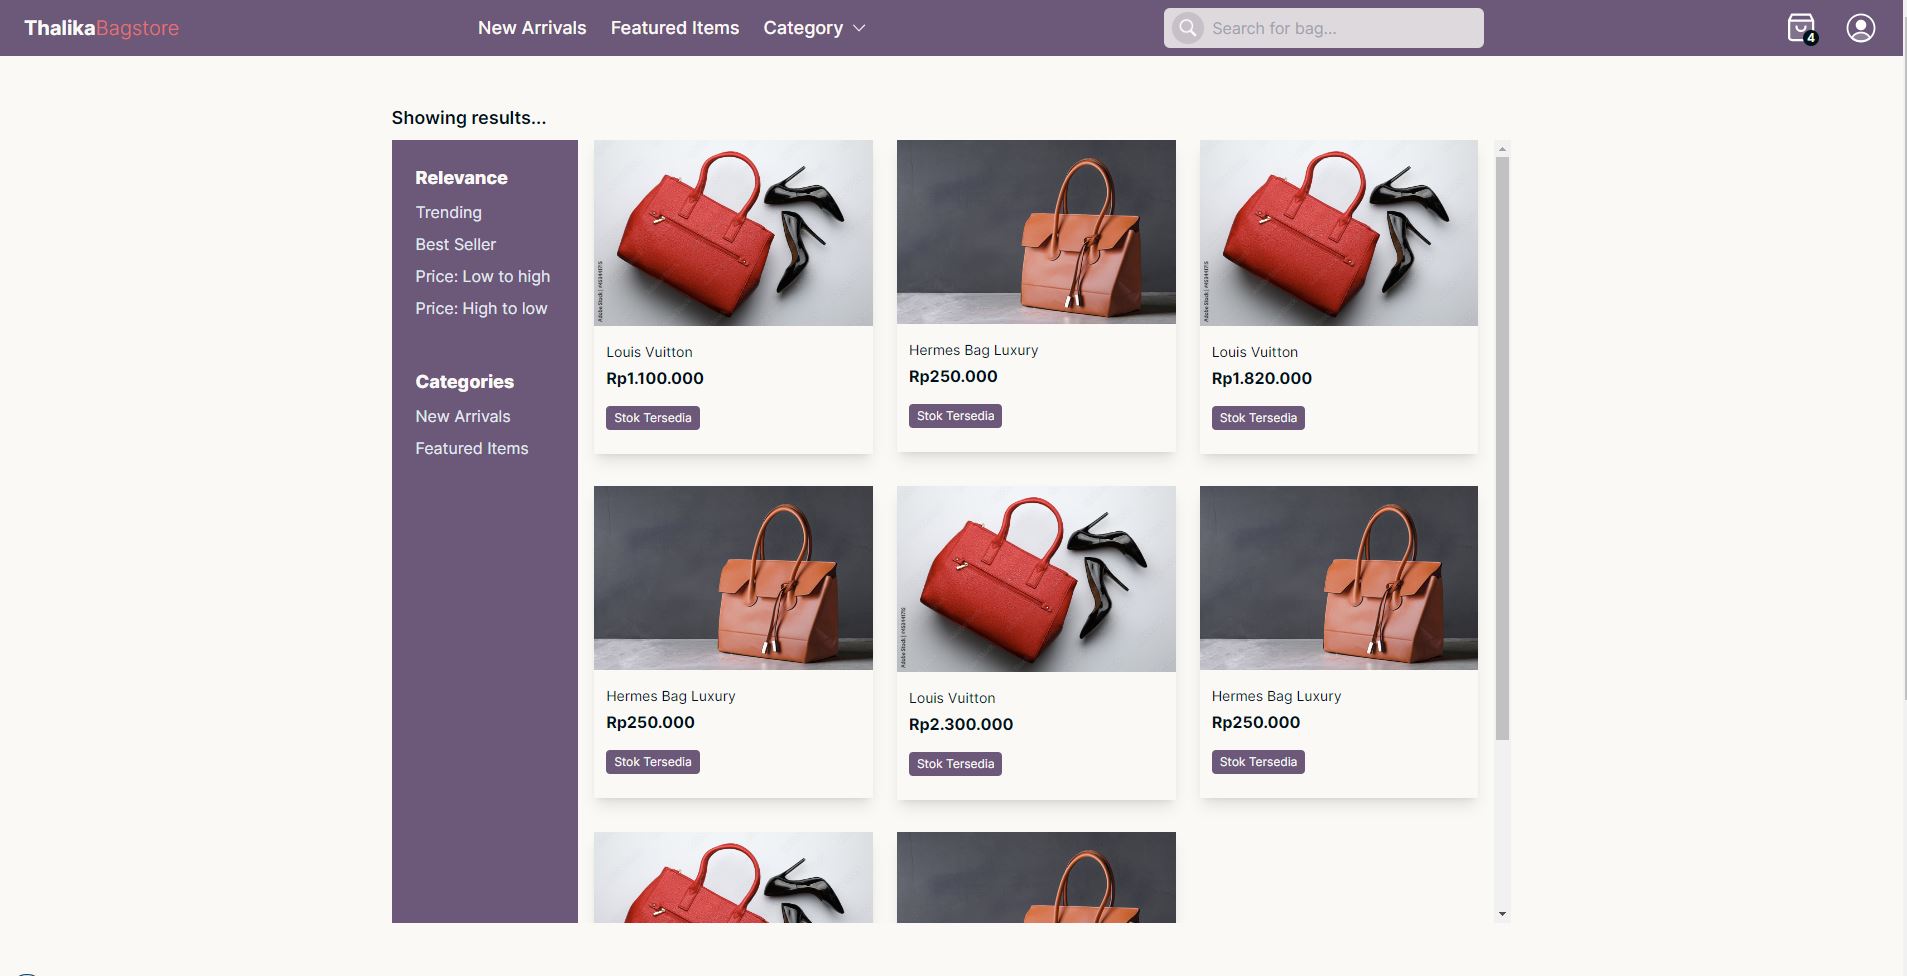 ThalikaBagstore
New Arrivals Featured Items Category
Search for bag...
4
Showing results...
Relevance
Trending
Best Seller
Price: Low to high
Price: High to low
Categories
New Arrivals
Featured Items
Louis Vuitton
Rp1.100.000
Stok Tersedia
Hermes Bag Luxury
Rp250.000
Stok Tersedia
Louis Vuitton
Rp1.820.000
Stok Tersedia
Hermes Bag Luxury
Rp250.000
Stok Tersedia
Louis Vuitton
Rp2.300.000
Stok Tersedia
Hermes Bag Luxury
Rp250.000
Stok Tersedia